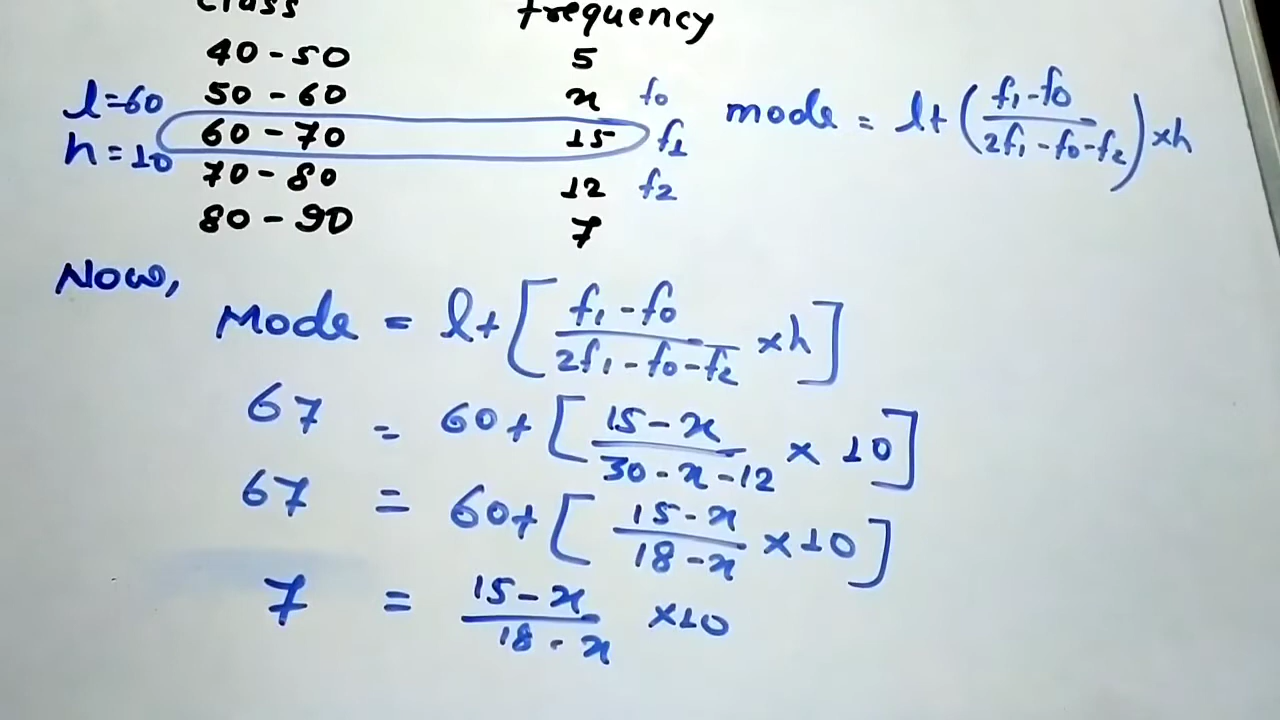 Class frequency
40 - 50 5
l=60 50 - 60 x f0 mode = l+(f1-f0/2f1-f0-f2)×h
h=10 60 - 70 15 f1
70 - 80 12 f2
80 - 90 7
Now,
Mode = l+[f1-f0/2f1-f0-f2 ×h]
67 = 60+[15-x/30-x-12 × 10]
67 = 60+[15-x/18-x ×10]
7 = 15-x/18-x ×10